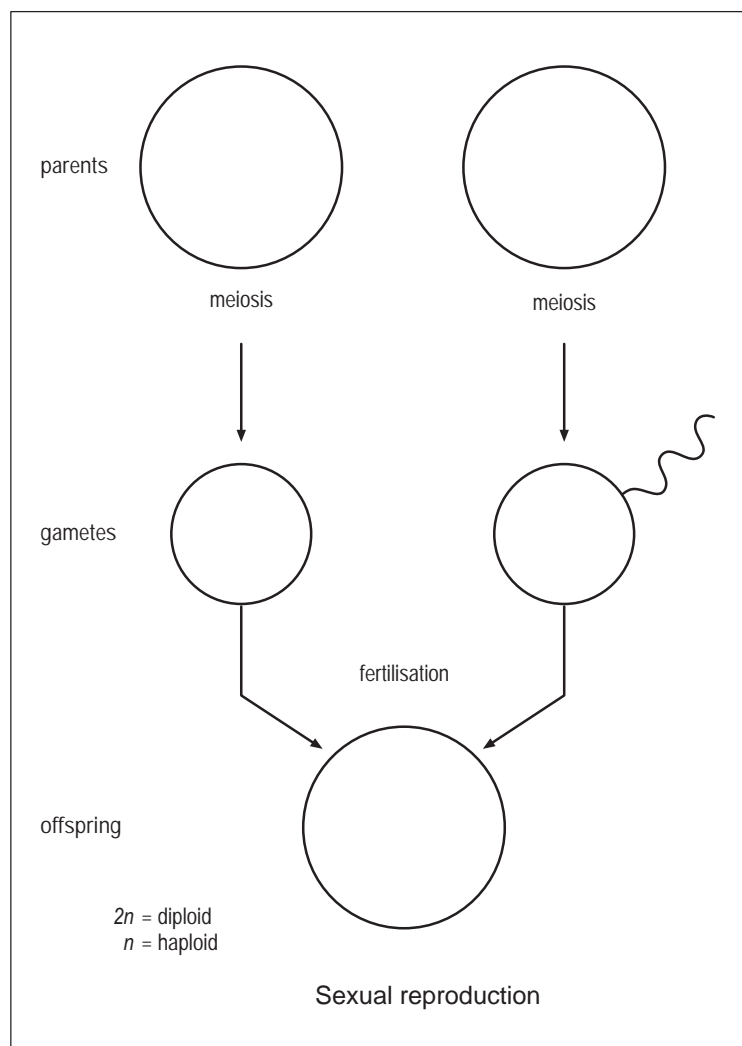 parents
meiosis
meiosis
gametes
fertilisation
offspring
2n = diploid
n = haploid
Sexual reproduction